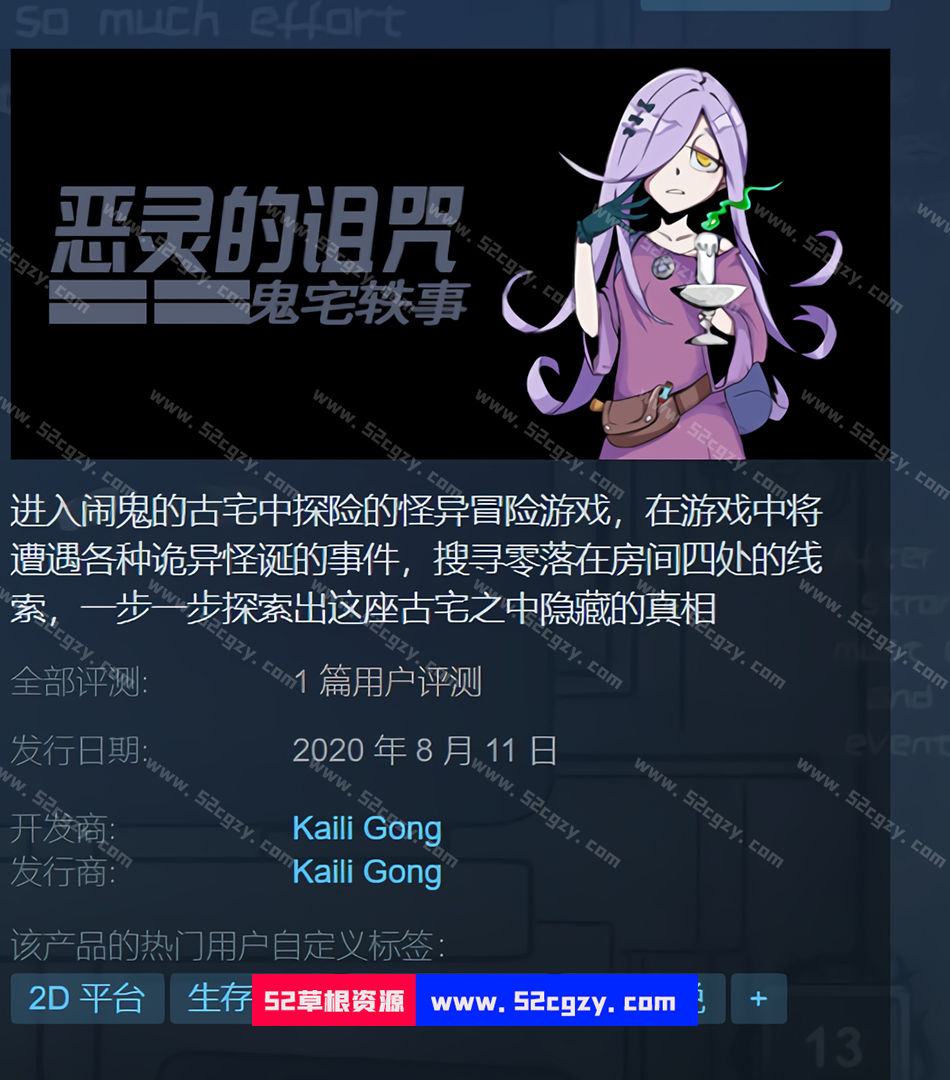 so much effort
恶灵的诅咒
鬼宅轶事
进入闹鬼的古宅中探险的怪异冒险游戏，在游戏中将
遭遇各种诡异怪诞的事件，搜寻零落在房间四处的线
索，一步一步探索出这座古宅之中隐藏的真相
全部评测: 1 篇用户评测
发行日期: 2020 年 8 月 11 日
开发商: Kaili Gong
发行商: Kaili Gong
该产品的热门用户自定义标签:
2D 平台 生存 +
52草根资源 www.52cgzy.com
and
event
13
www.52cgzy.com